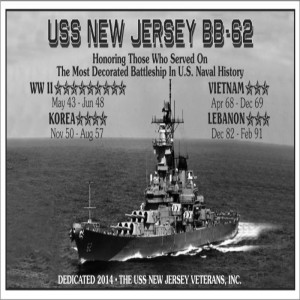 USS NEW JERSEY BB-62
Honoring Those Who Served On
The Most Decorated Battleship In U.S. Naval History
WW II ★★★★★★★★★
May 43 - Jun 48
KOREA ★★★★
Nov 50 - Aug 57
VIETNAM ★★★
Apr 68 - Dec 69
LEBANON ★★★
Dec 82 - Feb 91
DEDICATED 2014 • THE USS NEW JERSEY VETERANS, INC.